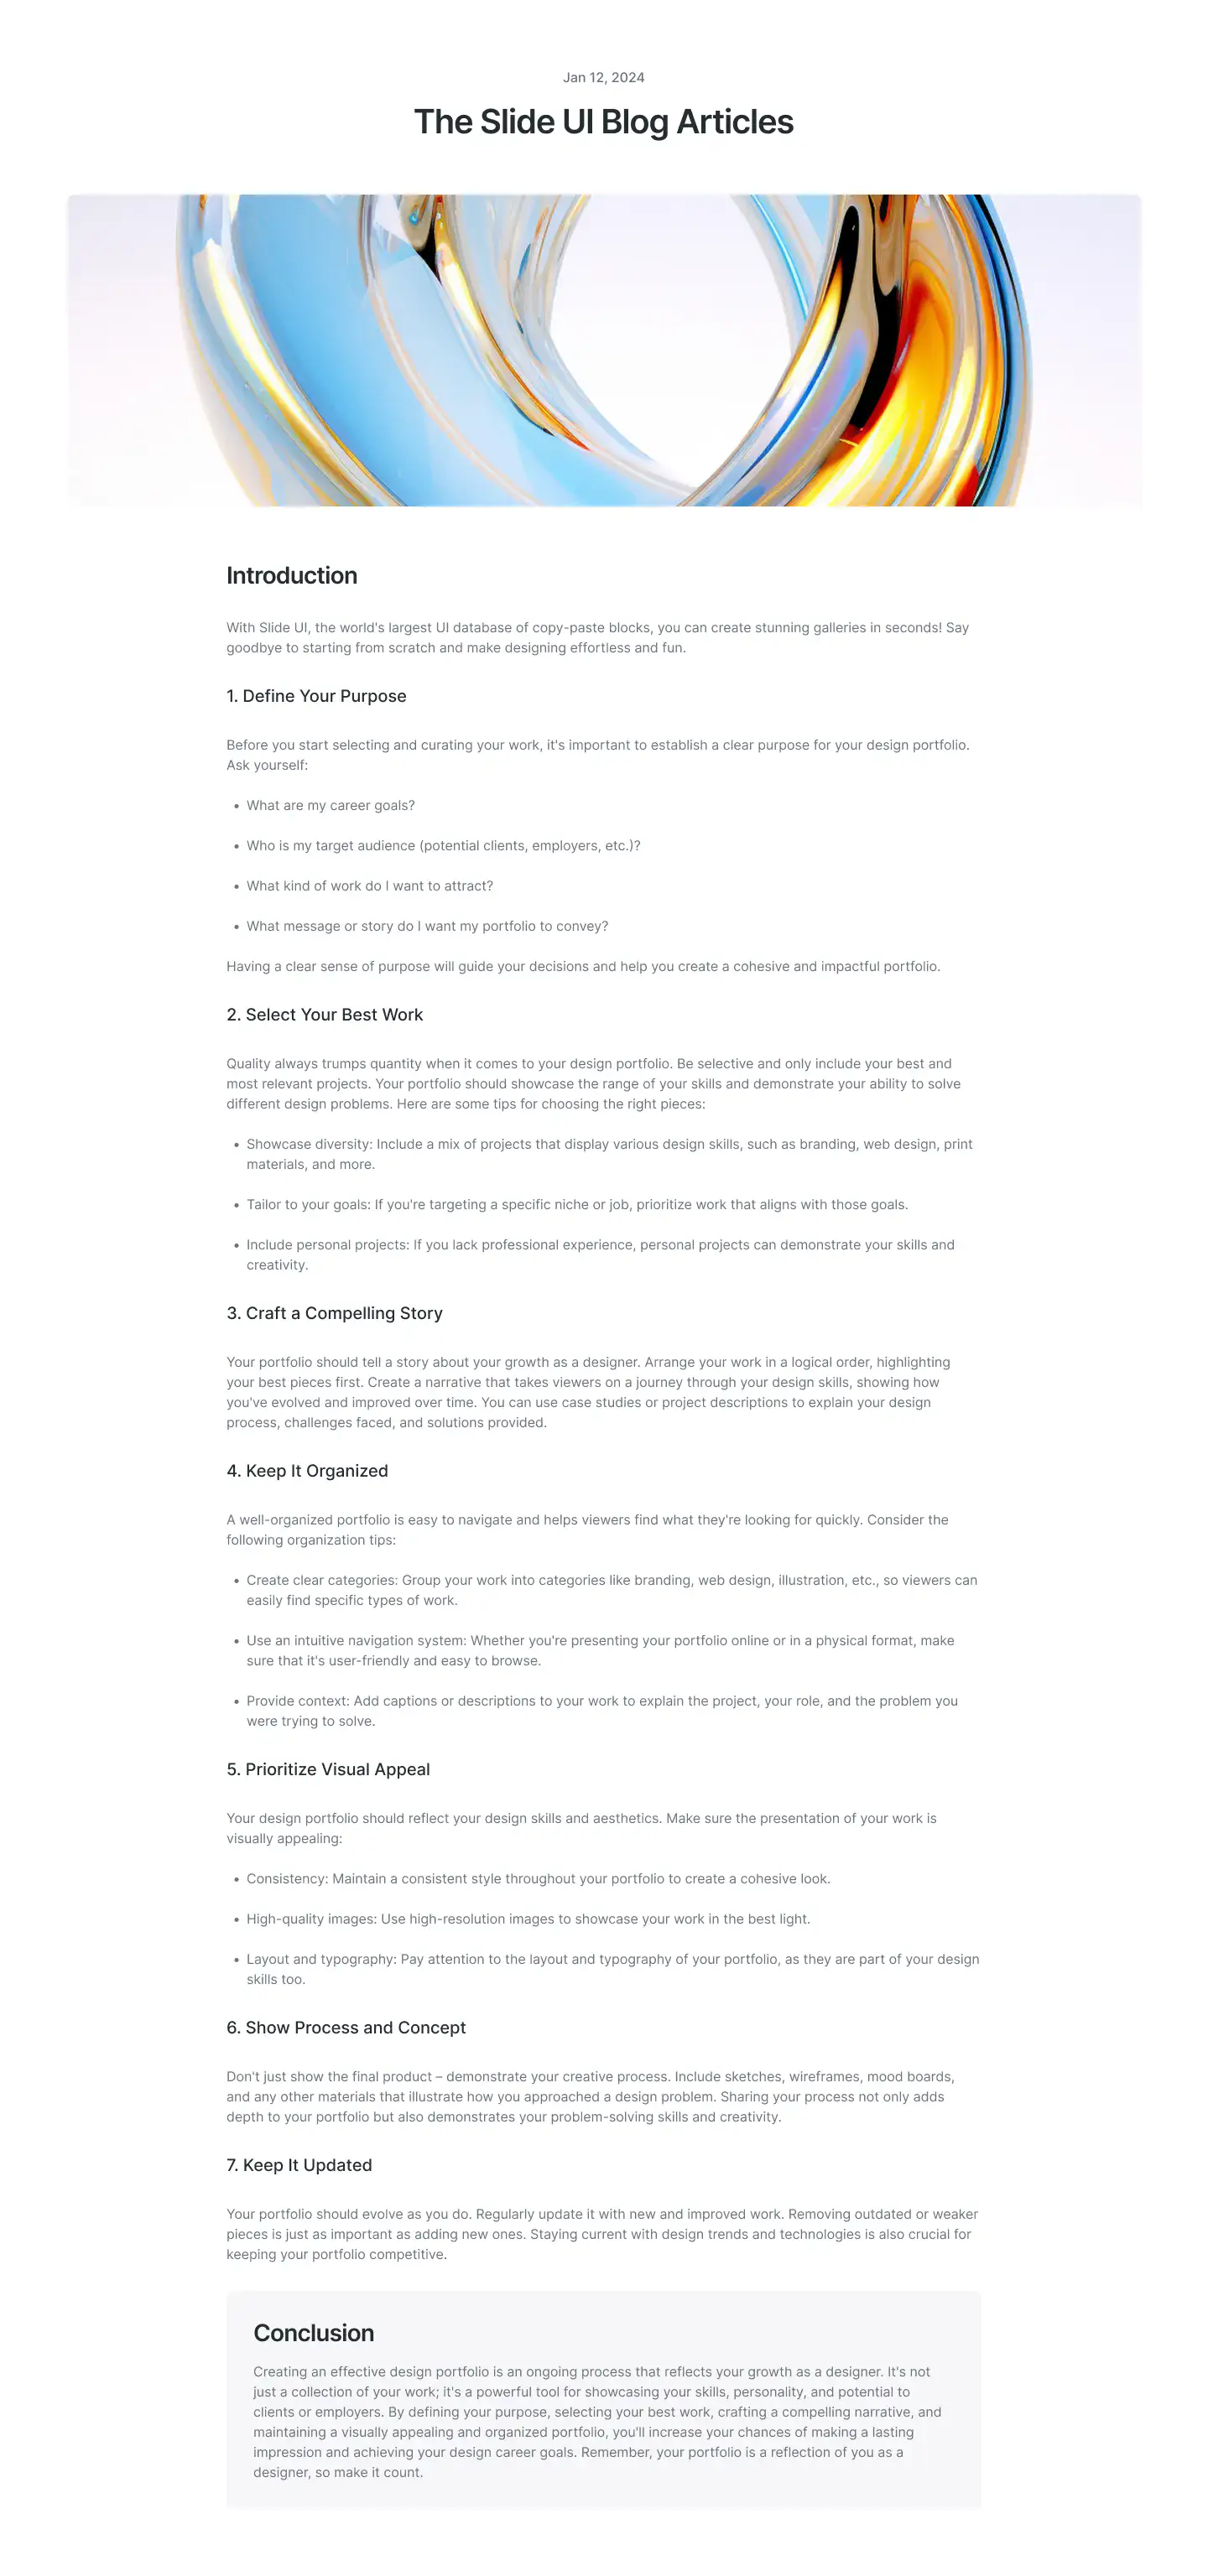 Jan 12, 2024
The Slide UI Blog Articles
Introduction
With Slide UI, the world's largest UI database of copy-paste blocks, you can create stunning galleries in seconds! Say
goodbye to starting from scratch and make designing effortless and fun.
1. Define Your Purpose
Before you start selecting and curating your work, it's important to establish a clear purpose for your design portfolio.
Ask yourself:
• What are my career goals?
• Who is my target audience (potential clients, employers, etc.)?
• What kind of work do I want to attract?
• What message or story do I want my portfolio to convey?
Having a clear sense of purpose will guide your decisions and help you create a cohesive and impactful portfolio.
2. Select Your Best Work
Quality always trumps quantity when it comes to your design portfolio. Be selective and only include your best and
most relevant projects. Your portfolio should showcase the range of your skills and demonstrate your ability to solve
different design problems. Here are some tips for choosing the right pieces:
• Showcase diversity: Include a mix of projects that display various design skills, such as branding, web design, print
materials, and more.
• Tailor to your goals: If you're targeting a specific niche or job, prioritize work that aligns with those goals.
• Include personal projects: If you lack professional experience, personal projects can demonstrate your skills and
creativity.
3. Craft a Compelling Story
Your portfolio should tell a story about your growth as a designer. Arrange your work in a logical order, highlighting
your best pieces first. Create a narrative that takes viewers on a journey through your design skills, showing how
you've evolved and improved over time. You can use case studies or project descriptions to explain your design
process, challenges faced, and solutions provided.
4. Keep It Organized
A well-organized portfolio is easy to navigate and helps viewers find what they're looking for quickly. Consider the
following organization tips:
• Create clear categories: Group your work into categories like branding, web design, illustration, etc., so viewers can
easily find specific types of work.
• Use an intuitive navigation system: Whether you're presenting your portfolio online or in a physical format, make
sure that it's user-friendly and easy to browse.
• Provide context: Add captions or descriptions to your work to explain the project, your role, and the problem you
were trying to solve.
5. Prioritize Visual Appeal
Your design portfolio should reflect your design skills and aesthetics. Make sure the presentation of your work is
visually appealing:
• Consistency: Maintain a consistent style throughout your portfolio to create a cohesive look.
• High-quality images: Use high-resolution images to showcase your work in the best light.
• Layout and typography: Pay attention to the layout and typography of your portfolio, as they are part of your design
skills too.
6. Show Process and Concept
Don't just show the final product – demonstrate your creative process. Include sketches, wireframes, mood boards,
and any other materials that illustrate how you approached a design problem. Sharing your process not only adds
depth to your portfolio but also demonstrates your problem-solving skills and creativity.
7. Keep It Updated
Your portfolio should evolve as you do. Regularly update it with new and improved work. Removing outdated or weaker
pieces is just as important as adding new ones. Staying current with design trends and technologies is also crucial for
keeping your portfolio competitive.
Conclusion
Creating an effective design portfolio is an ongoing process that reflects your growth as a designer. It's not
just a collection of your work; it's a powerful tool for showcasing your skills, personality, and potential to
clients or employers. By defining your purpose, selecting your best work, crafting a compelling narrative, and
maintaining a visually appealing and organized portfolio, you'll increase your chances of making a lasting
impression and achieving your design career goals. Remember, your portfolio is a reflection of you as a
designer, so make it count.